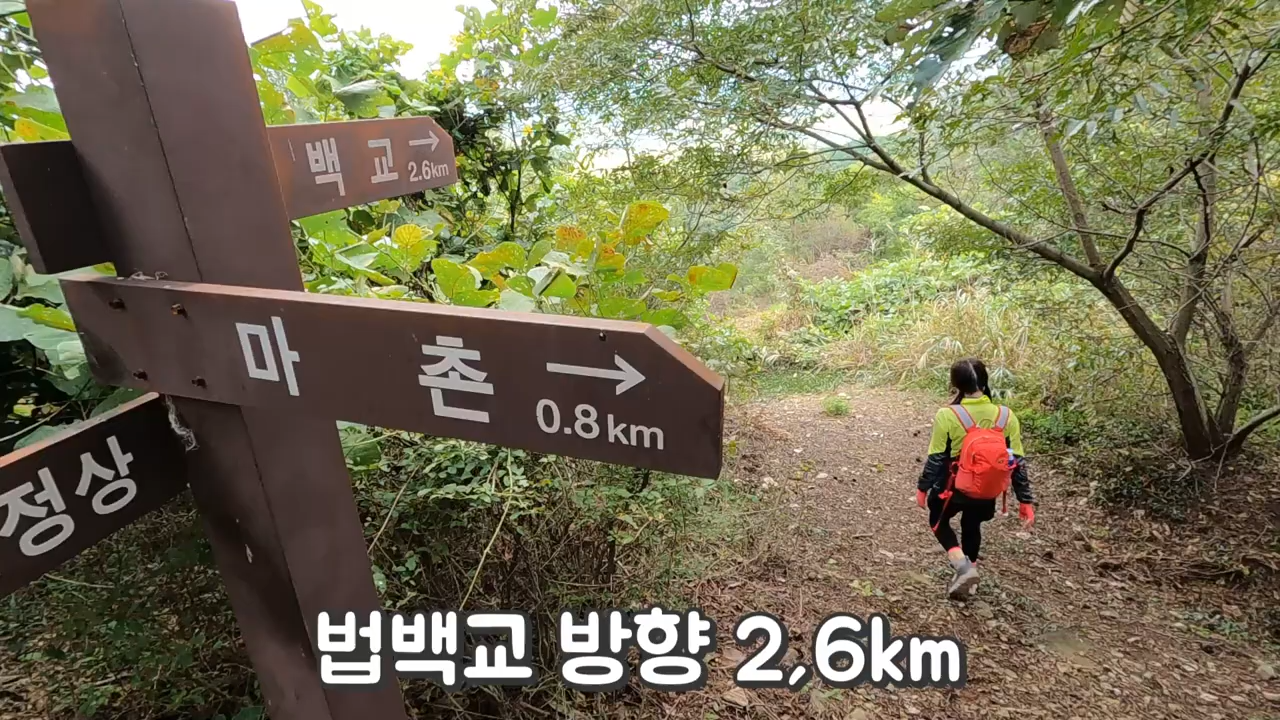 백 교 →
2.6km
마 촌 →
0.8km
정상
법백교 방향 2,6km